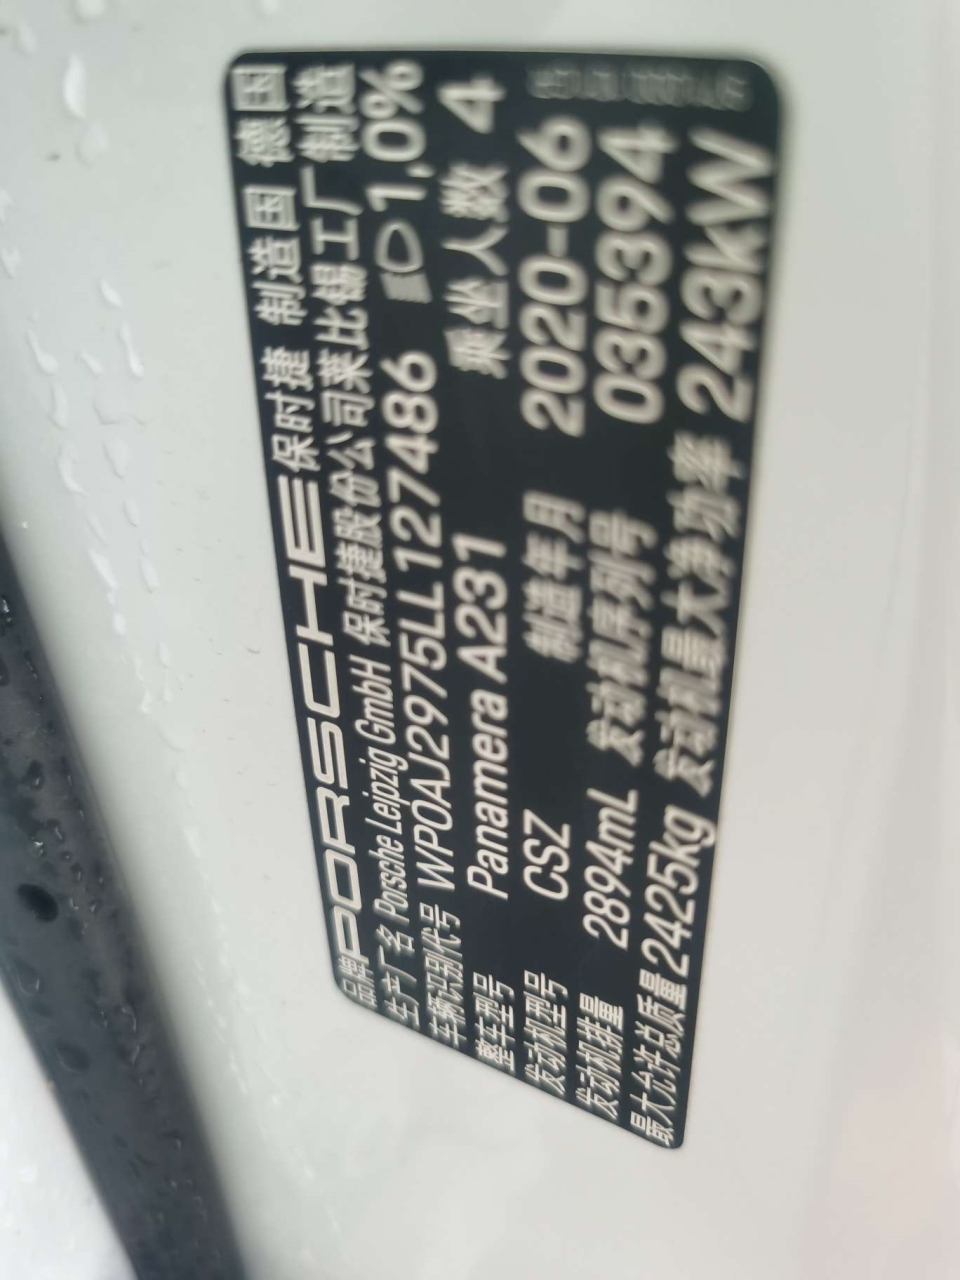 品牌 PORSCHE 保时捷 制造国 德国
生产厂名 Porsche Leipzig GmbH 保时捷股份公司莱比锡工厂制造
车辆识别代号 WP0AJ2975LL127486 1,0%
整车型号 Panamera A231 乘坐人数 4
发动机型号 CSZ 制造年月 2020-06
发动机排量 2894mL 发动机序列号 035394
最大允许总质量 2425kg 发动机最大净功率 243kW